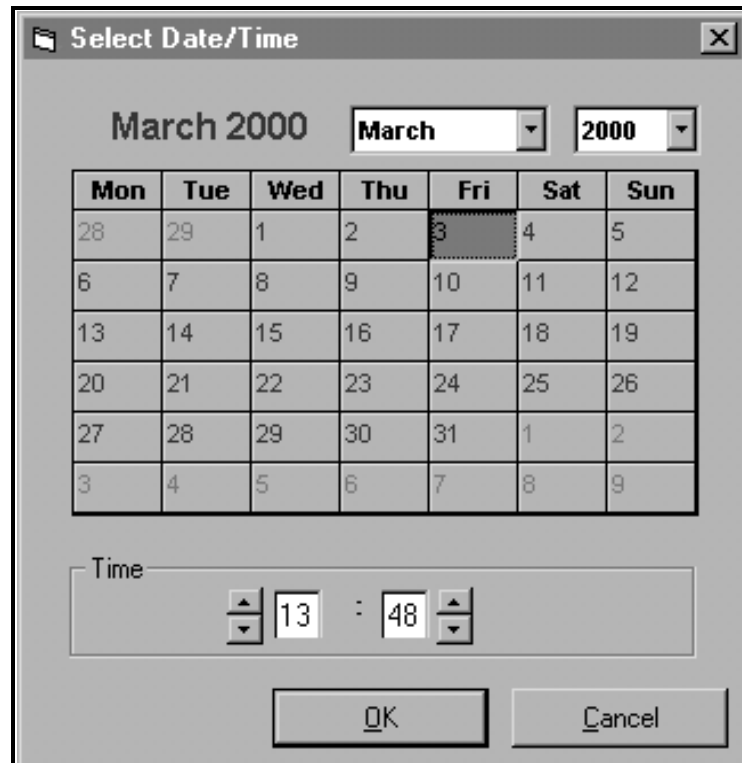 Select Date/Time
March 2000 March 2000
Mon Tue Wed Thu Fri Sat Sun
28 29 1 2 3 4 5
6 7 8 9 10 11 12
13 14 15 16 17 18 19
20 21 22 23 24 25 26
27 28 29 30 31 1 2
3 4 5 6 7 8 9
Time
13 : 48
OK Cancel